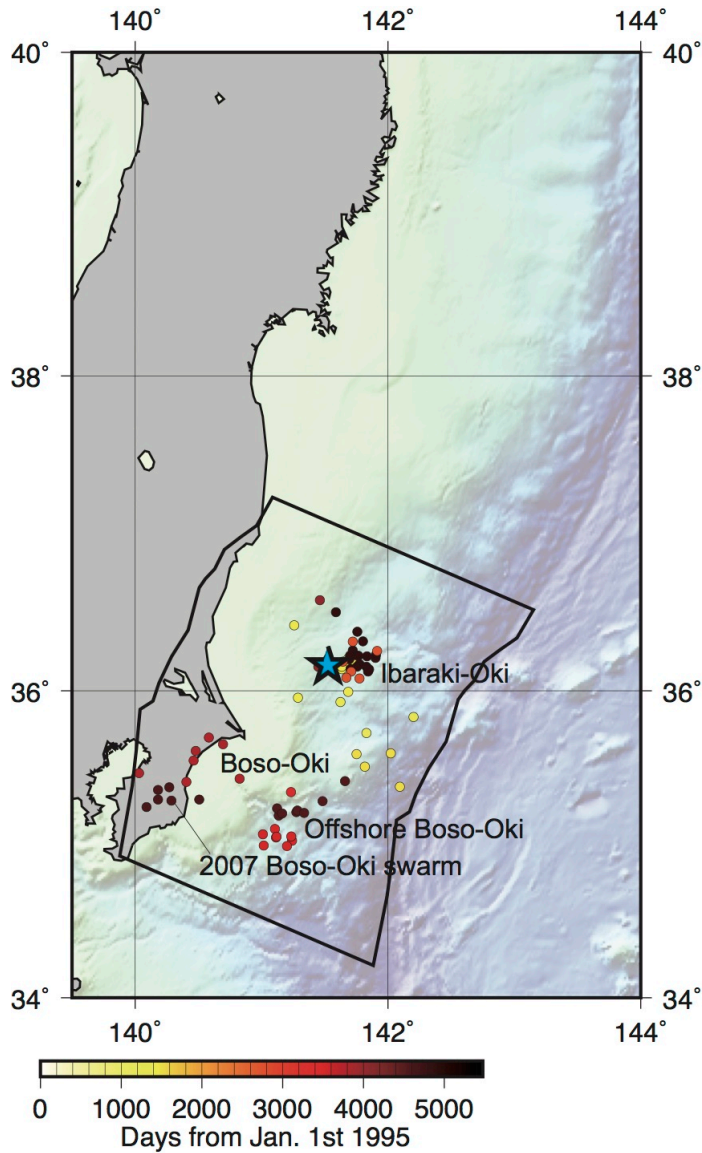 140˚ 142˚ 144˚
40˚ 40˚
38˚ 38˚
36˚ 36˚
Ibaraki-Oki
Boso-Oki
Offshore Boso-Oki
2007 Boso-Oki swarm
34˚ 34˚
140˚ 142˚ 144˚
0 1000 2000 3000 4000 5000
Days from Jan. 1st 1995